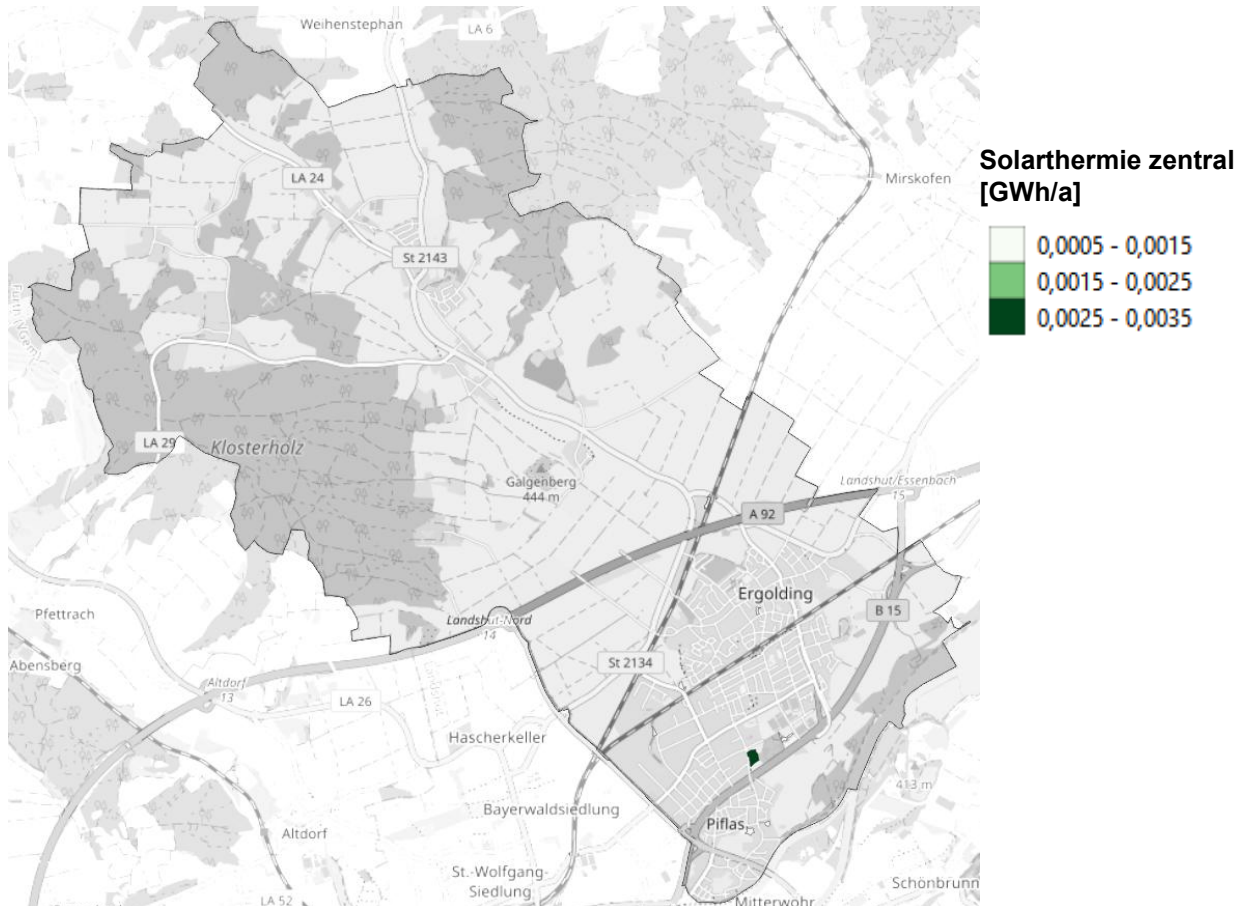 Weihenstephan
LA 6
Solarthermie zentral
[GWh/a]
Mirskofen
LA 24
0,0005 - 0,0015
St 2143
0,0015 - 0,0025
0,0025 - 0,0035
LA 29
Klosterholz
Galgenberg
444 m
Landshut/Essenbach
15
A 92
Ergolding
Pfettrach
B 15
Landshut-Nord
14
Abensberg
St 2134
Altdorf
13
LA 26
Hascherkeller
413 m
Bayerwaldsiedlung
Altdorf
Piflas
St.-Wolfgang-
Siedlung
Schönbrunn
LA 52
Mitterwöhr